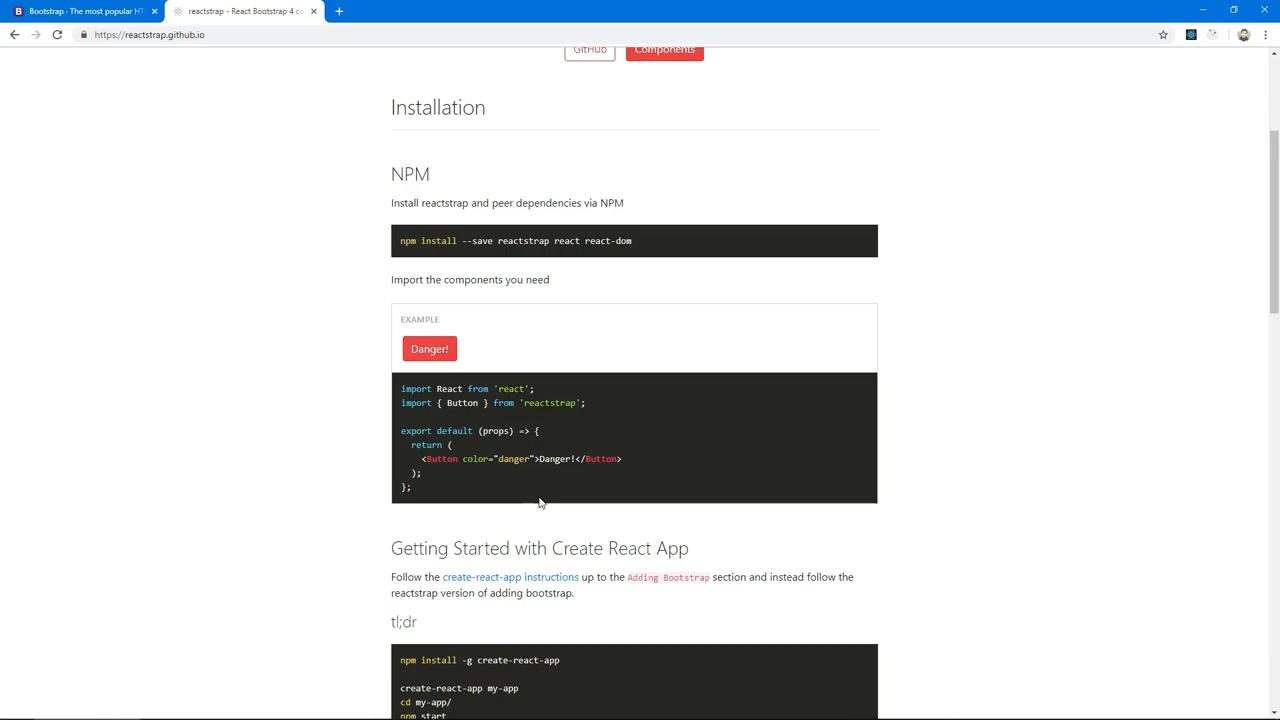 Bootstrap · The most popular HT
reactstrap - React Bootstrap 4 co
https://reactstrap.github.io
GitHub
Components
Installation
NPM
Install reactstrap and peer dependencies via NPM
npm install --save reactstrap react react-dom
Import the components you need
EXAMPLE
Danger!
import React from 'react';
import { Button } from 'reactstrap';
export default (props) => {
return (
<Button color="danger">Danger!</Button>
);
};
Getting Started with Create React App
Follow the create-react-app instructions up to the Adding Bootstrap section and instead follow the
reactstrap version of adding bootstrap.
tl;dr
npm install -g create-react-app
create-react-app my-app
cd my-app/
npm start